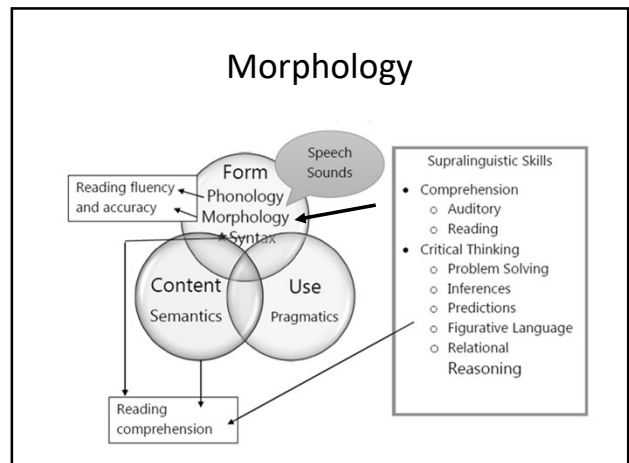 Morphology
Speech
Sounds
Form
Phonology
Morphology
Syntax
Reading fluency
and accuracy
Content
Semantics
Use
Pragmatics
Reading
comprehension
Supralinguistic Skills
• Comprehension
o Auditory
o Reading
• Critical Thinking
o Problem Solving
o Inferences
o Predictions
o Figurative Language
o Relational
Reasoning